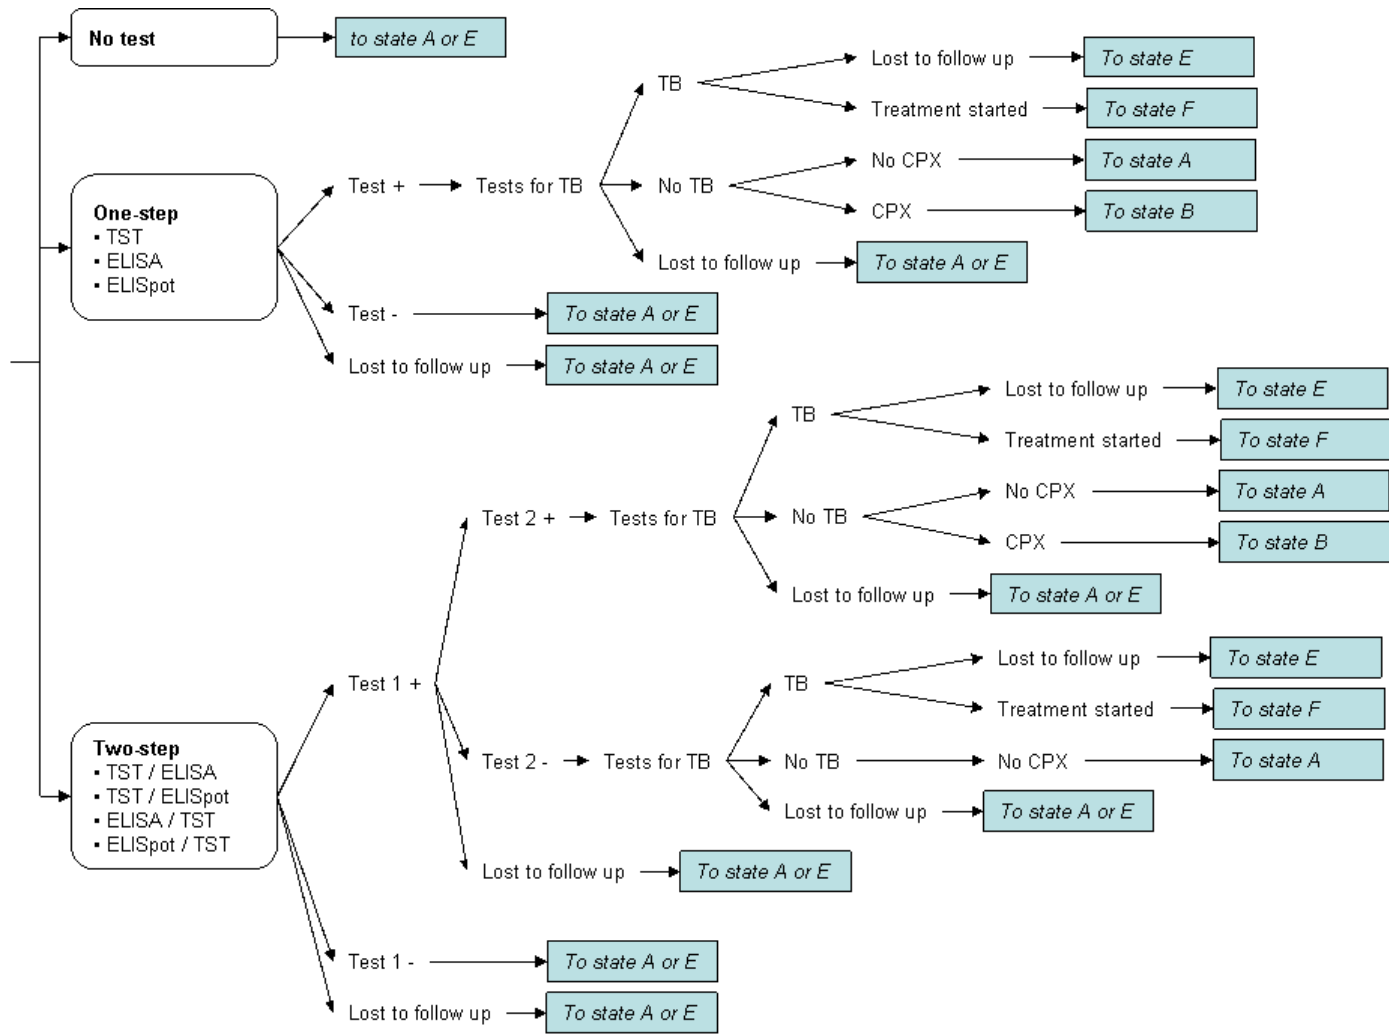 No test
to state A or E
One-step
▪ TST
▪ ELISA
▪ ELISpot
Test +
Tests for TB
TB
Lost to follow up
To state E
Treatment started
To state F
No TB
No CPX
To state A
CPX
To state B
Lost to follow up
To state A or E
Test -
To state A or E
Lost to follow up
To state A or E
Two-step
▪ TST / ELISA
▪ TST / ELISpot
▪ ELISA / TST
▪ ELISpot / TST
Test 1 +
Test 2 +
Tests for TB
TB
Lost to follow up
To state E
Treatment started
To state F
No TB
No CPX
To state A
CPX
To state B
Lost to follow up
To state A or E
Test 2 -
Tests for TB
TB
Lost to follow up
To state E
Treatment started
To state F
No TB
No CPX
To state A
Lost to follow up
To state A or E
Lost to follow up
To state A or E
Test 1 -
To state A or E
Lost to follow up
To state A or E